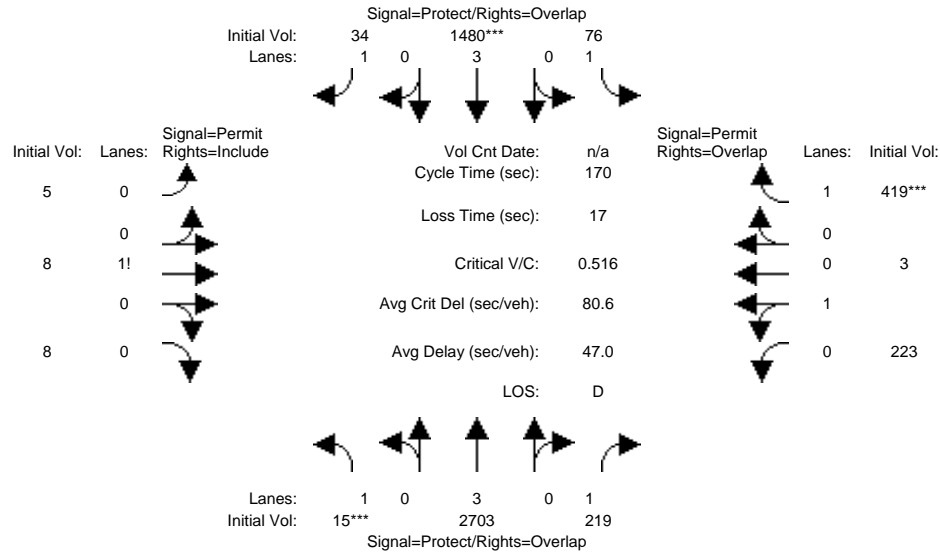 Signal=Protect/Rights=Overlap
Initial Vol: 34 1480*** 76
Lanes: 1 0 3 0 1
Signal=Permit Signal=Permit
Initial Vol: Lanes: Rights=Include Vol Cnt Date: n/a Rights=Overlap Lanes: Initial Vol:
Cycle Time (sec): 170
5 0 1 419***
Loss Time (sec): 17
0 0
8 1! Critical V/C: 0.516 0 3
0 Avg Crit Del (sec/veh): 80.6 1
8 0 Avg Delay (sec/veh): 47.0 0 223
LOS: D
Lanes: 1 0 3 0 1
Initial Vol: 15*** 2703 219
Signal=Protect/Rights=Overlap